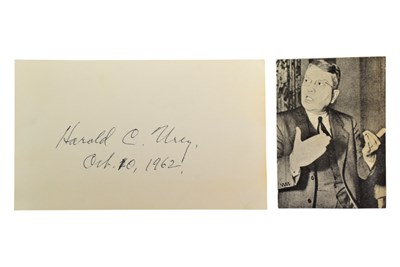 Harold C. Urey.
Oct. 10, 1962.